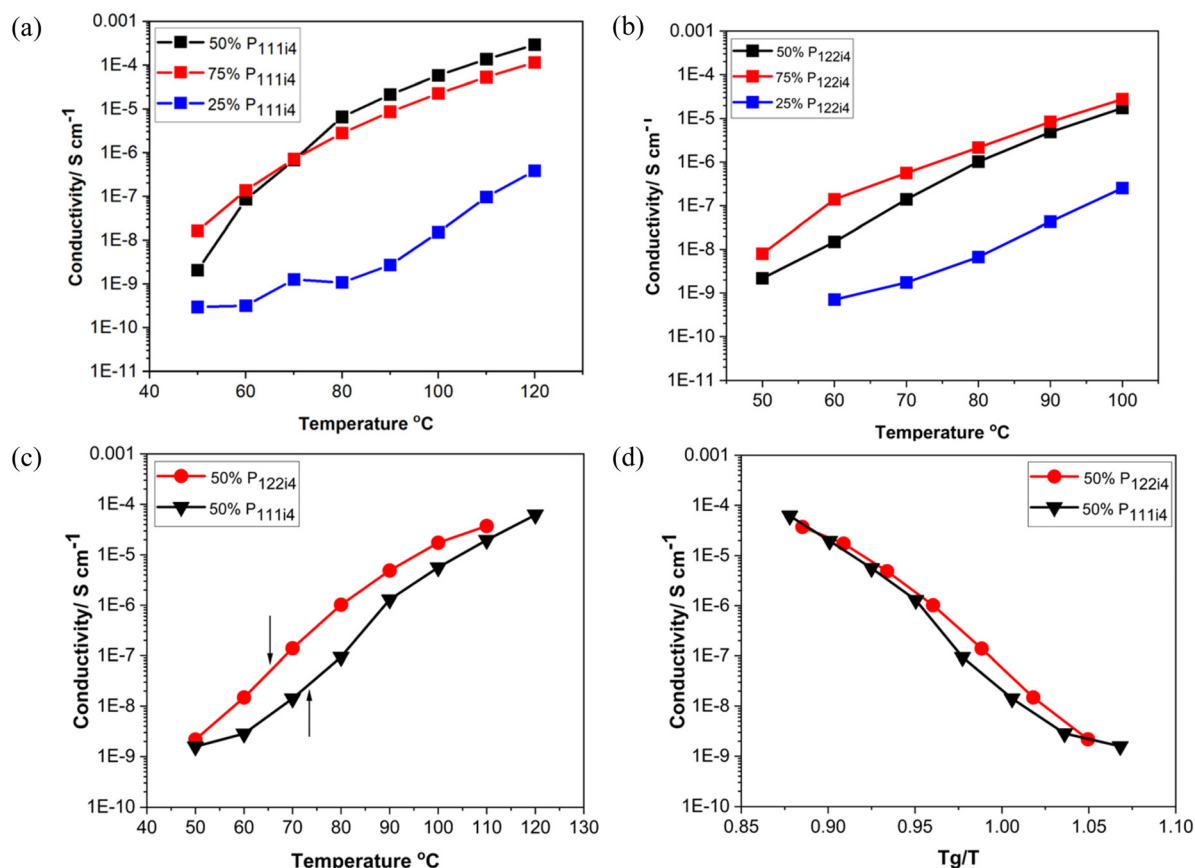 (a)
0.001
1E-4
1E-5
1E-6
1E-7
1E-8
1E-9
1E-10
1E-11
Conductivity/ S cm⁻¹
50% P₁₁₁ᵢ₄
75% P₁₁₁ᵢ₄
25% P₁₁₁ᵢ₄
40 50 60 70 80 90 100 110 120 130
Temperature °C
(b)
0.001
1E-4
1E-5
1E-6
1E-7
1E-8
1E-9
1E-10
1E-11
Conductivity/ S cm⁻¹
50% P₁₂₂ᵢ₄
75% P₁₂₂ᵢ₄
25% P₁₂₂ᵢ₄
50 60 70 80 90 100
Temperature °C
(c)
0.001
1E-4
1E-5
1E-6
1E-7
1E-8
1E-9
1E-10
Conductivity/ S cm⁻¹
50% P₁₂₂ᵢ₄
50% P₁₁₁ᵢ₄
40 50 60 70 80 90 100 110 120 130
Temperature °C
(d)
0.001
1E-4
1E-5
1E-6
1E-7
1E-8
1E-9
1E-10
Conductivity/ S cm⁻¹
50% P₁₂₂ᵢ₄
50% P₁₁₁ᵢ₄
0.85 0.90 0.95 1.00 1.05 1.10
Tg/T